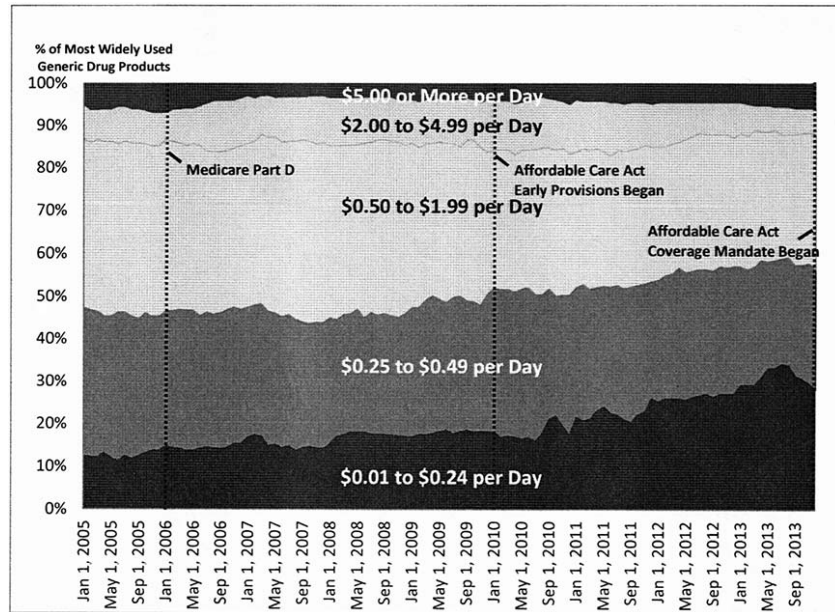 % of Most Widely Used
Generic Drug Products
100%
90%
80%
70%
60%
50%
40%
30%
20%
10%
0%
$5.00 or More per Day
$2.00 to $4.99 per Day
Medicare Part D
Affordable Care Act
Early Provisions Began
$0.50 to $1.99 per Day
Affordable Care Act
Coverage Mandate Began
$0.25 to $0.49 per Day
$0.01 to $0.24 per Day
Jan 1, 2005
May 1, 2005
Sep 1, 2005
Jan 1, 2006
May 1, 2006
Sep 1, 2006
Jan 1, 2007
May 1, 2007
Sep 1, 2007
Jan 1, 2008
May 1, 2008
Sep 1, 2008
Jan 1, 2009
May 1, 2009
Sep 1, 2009
Jan 1, 2010
May 1, 2010
Sep 1, 2010
Jan 1, 2011
May 1, 2011
Sep 1, 2011
Jan 1, 2012
May 1, 2012
Sep 1, 2012
Jan 1, 2013
May 1, 2013
Sep 1, 2013